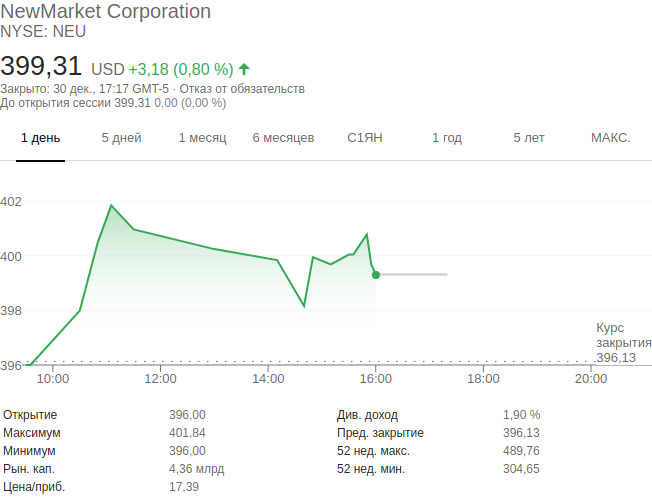 NewMarket Corporation
NYSE: NEU
399,31 USD +3,18 (0,80 %)
Закрыто: 30 дек., 17:17 GMT-5 · Отказ от обязательств
До открытия сессии 399,31 0,00 (0,00 %)
1 день 5 дней 1 месяц 6 месяцев С1ЯН 1 год 5 лет МАКС.
402
400
398
Курс
закрытия
396,13
396
10:00 12:00 14:00 16:00 18:00 20:00
Открытие 396,00 Див. доход 1,90 %
Максимум 401,84 Пред. закрытие 396,13
Минимум 396,00 52 нед. макс. 489,76
Рын. кап. 4,36 млрд 52 нед. мин. 304,65
Цена/приб. 17,39